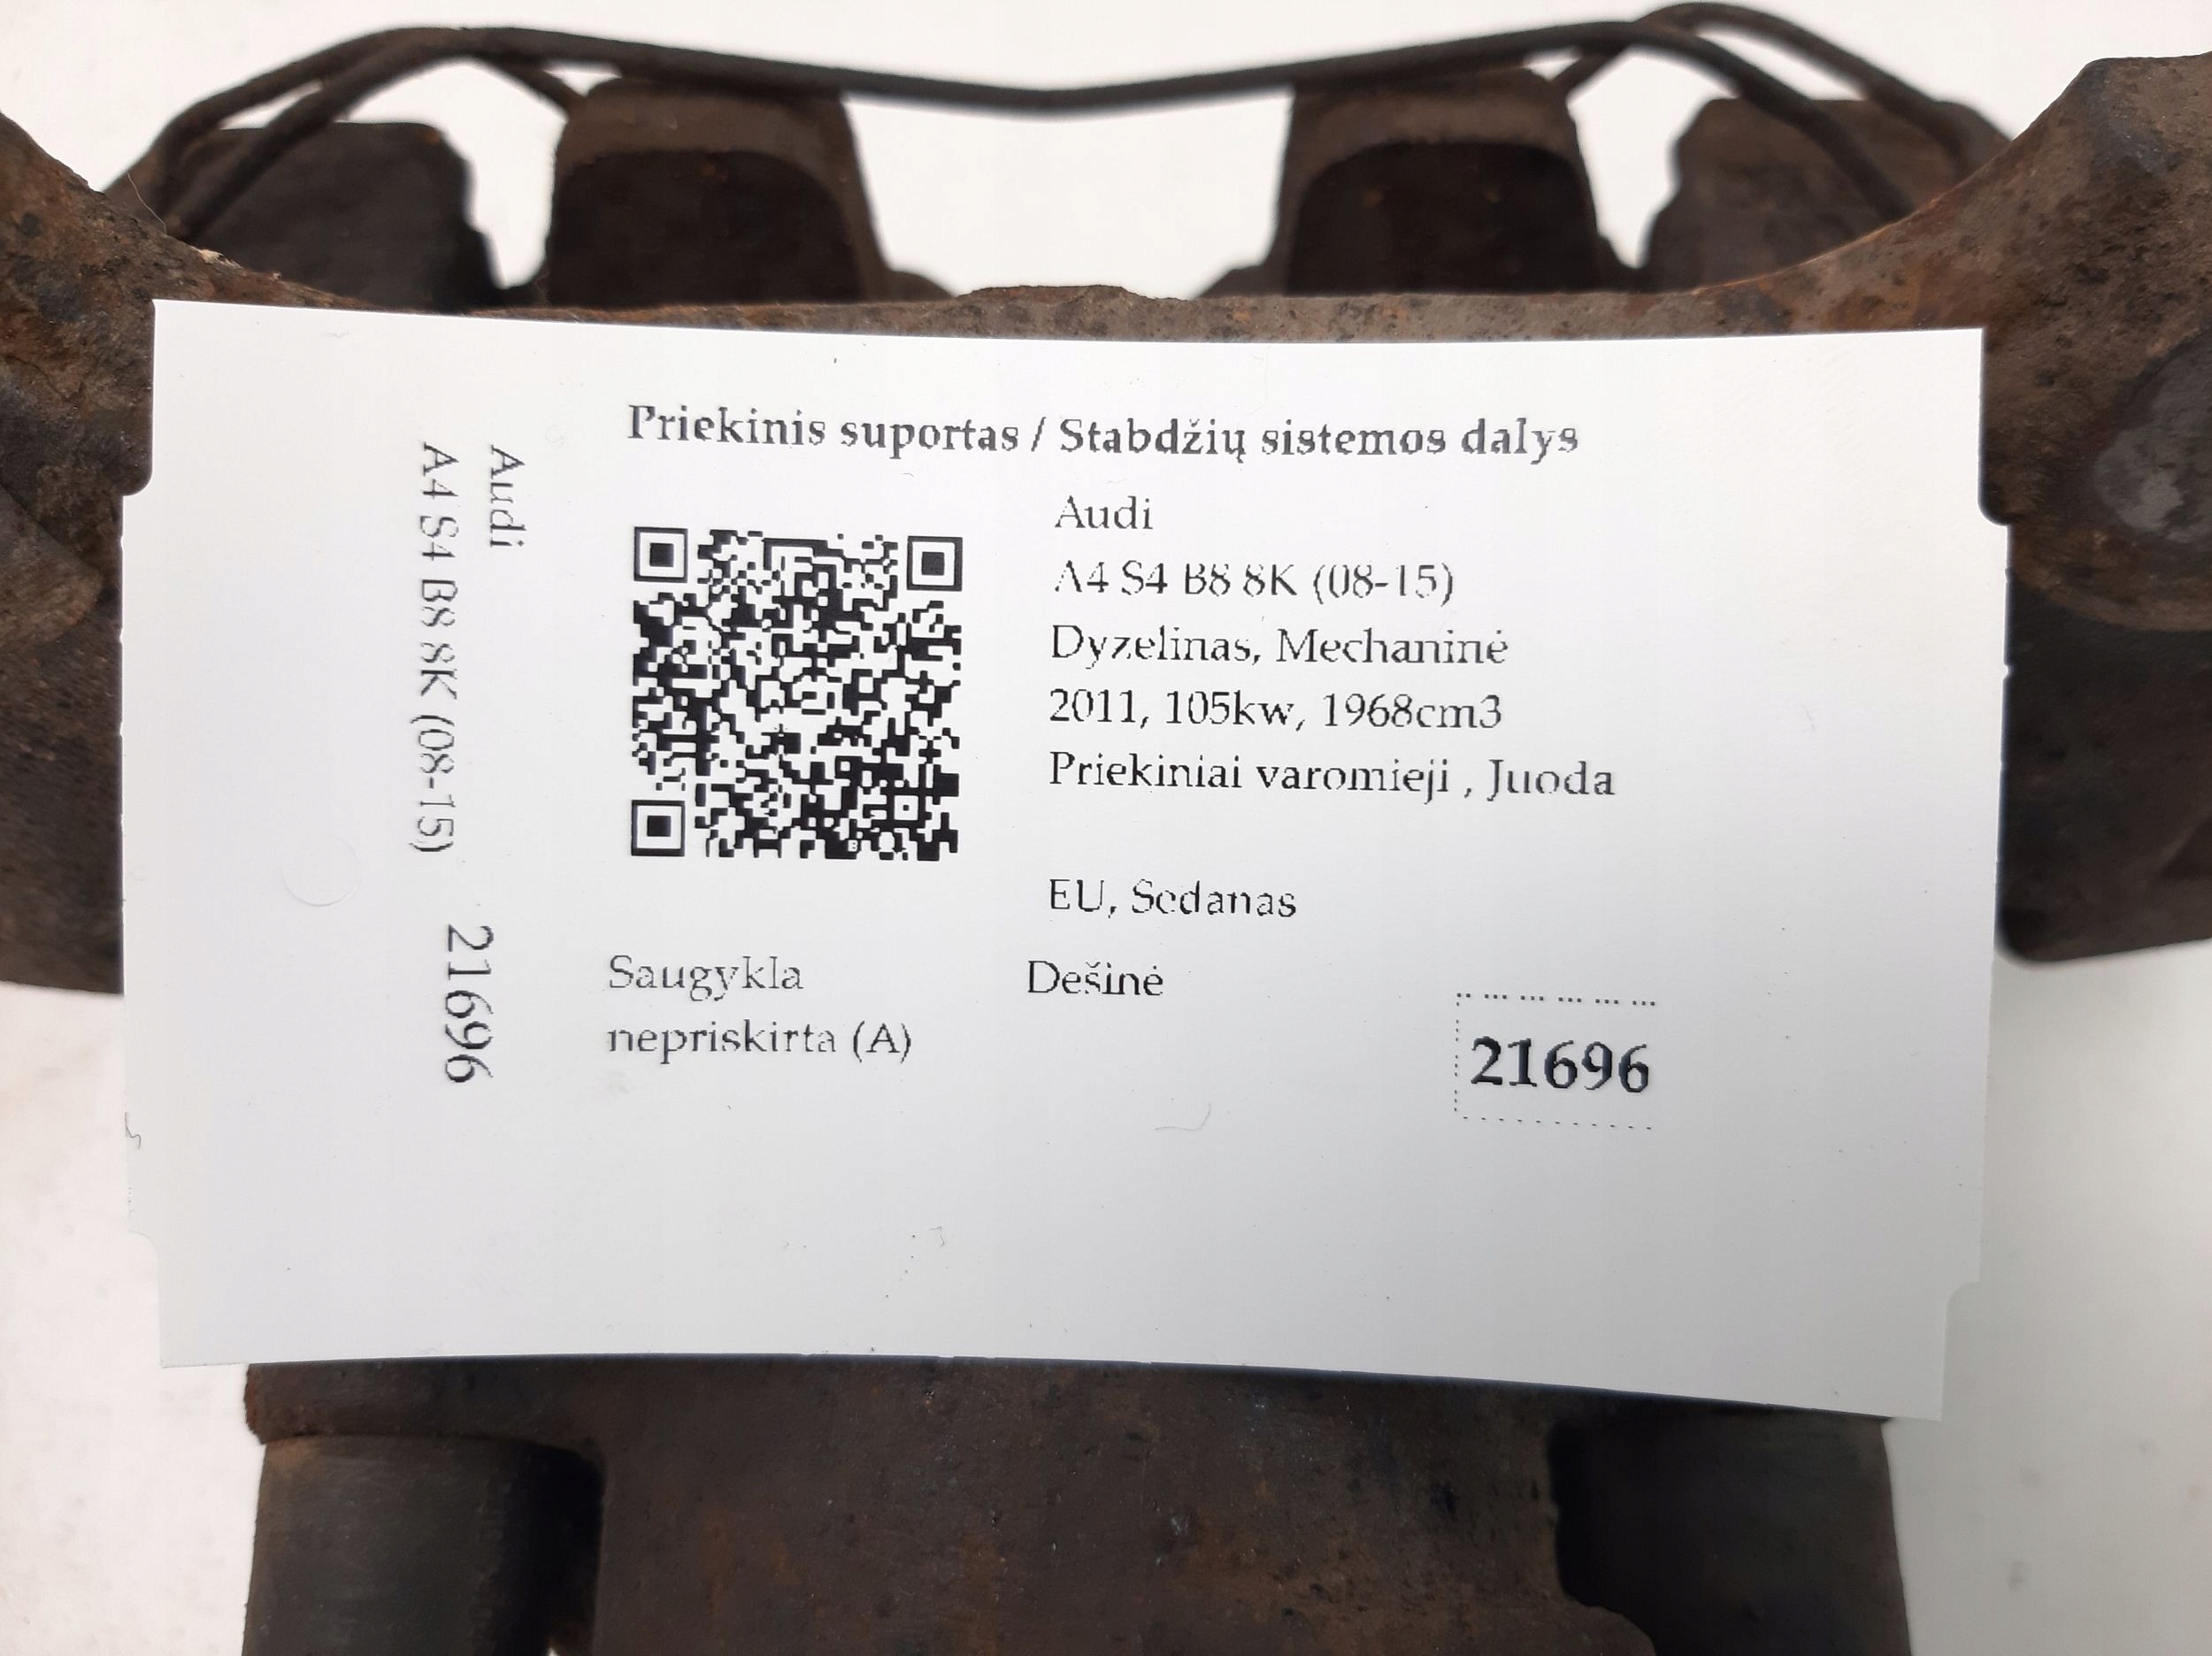 Priekinis suportas / Stabdžių sistemos dalys
Audi
A4 S4 B8 8K (08-15)
Dyzelinas, Mechaninė
2011, 105kw, 1968cm3
Priekiniai varomieji , Juoda
EU, Sedanas
Saugykla
nepriskirta (A)
Dešinė
21696
Audi
A4 S4 B8 8K (08-15)
21696